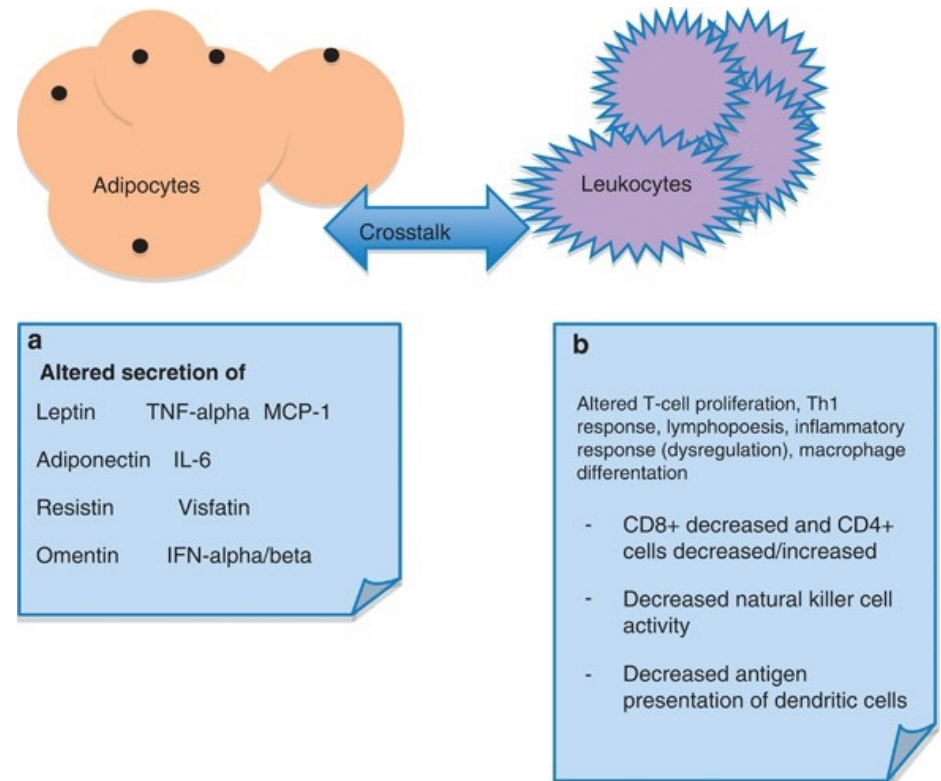 Adipocytes
Leukocytes
Crosstalk
a
Altered secretion of
Leptin TNF-alpha MCP-1
Adiponectin IL-6
Resistin Visfatin
Omentin IFN-alpha/beta
b
Altered T-cell proliferation, Th1
response, lymphopoesis, inflammatory
response (dysregulation), macrophage
differentation
- CD8+ decreased and CD4+
cells decreased/increased
- Decreased natural killer cell
activity
- Decreased antigen
presentation of dendritic cells